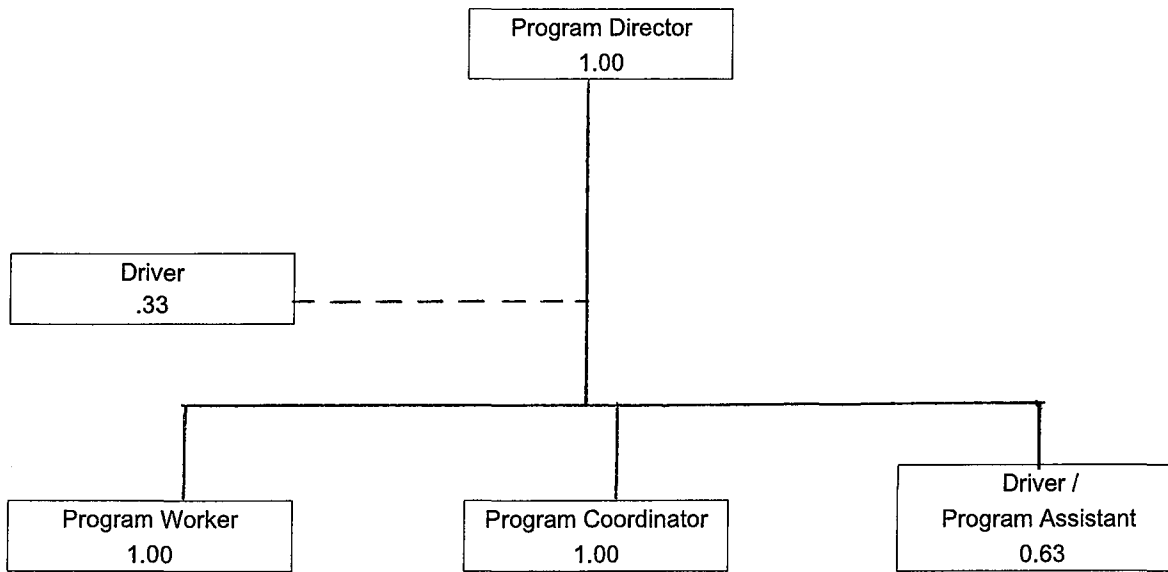 Program Director
1.00
Driver
.33
Program Worker
1.00
Program Coordinator
1.00
Driver /
Program Assistant
0.63